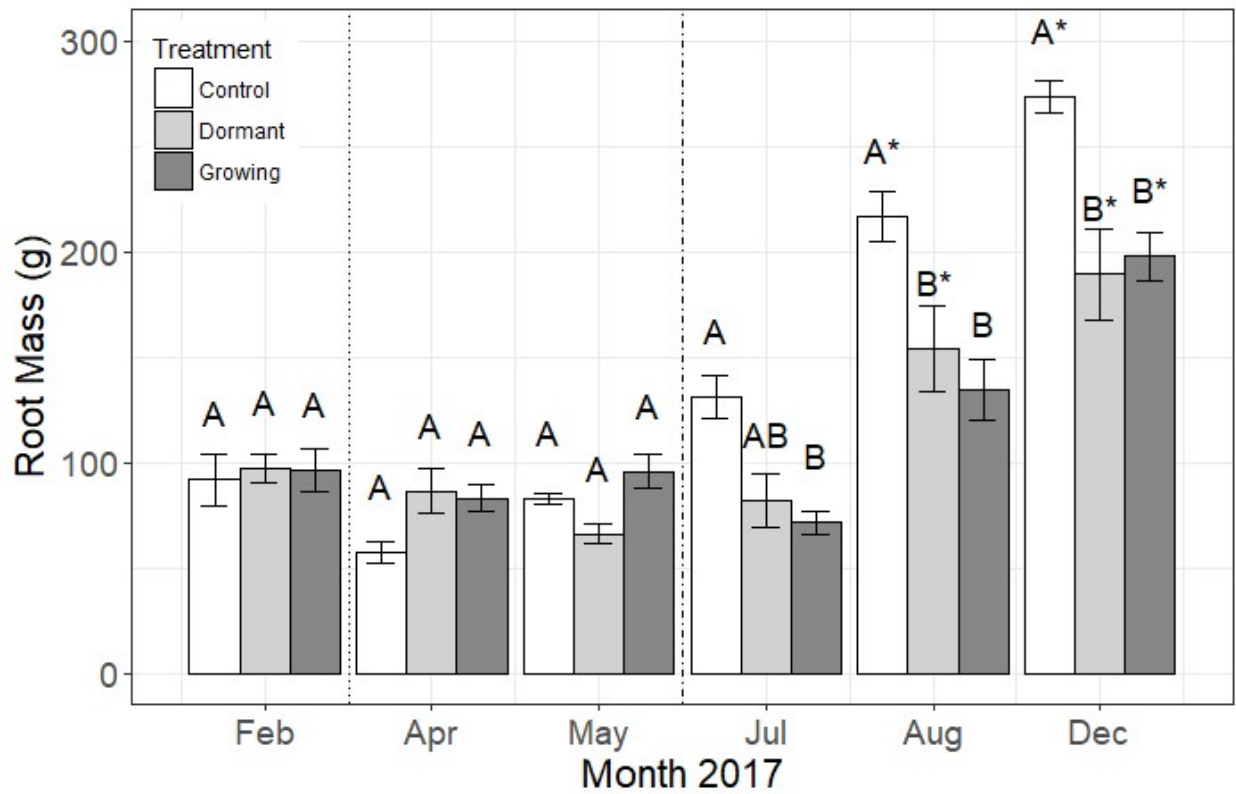 Treatment
Control
Dormant
Growing
Root Mass (g)
300
200
100
0
A A A
A A A
A A A
A AB B
A* B* B
A* B* B*
Feb Apr May Jul Aug Dec
Month 2017